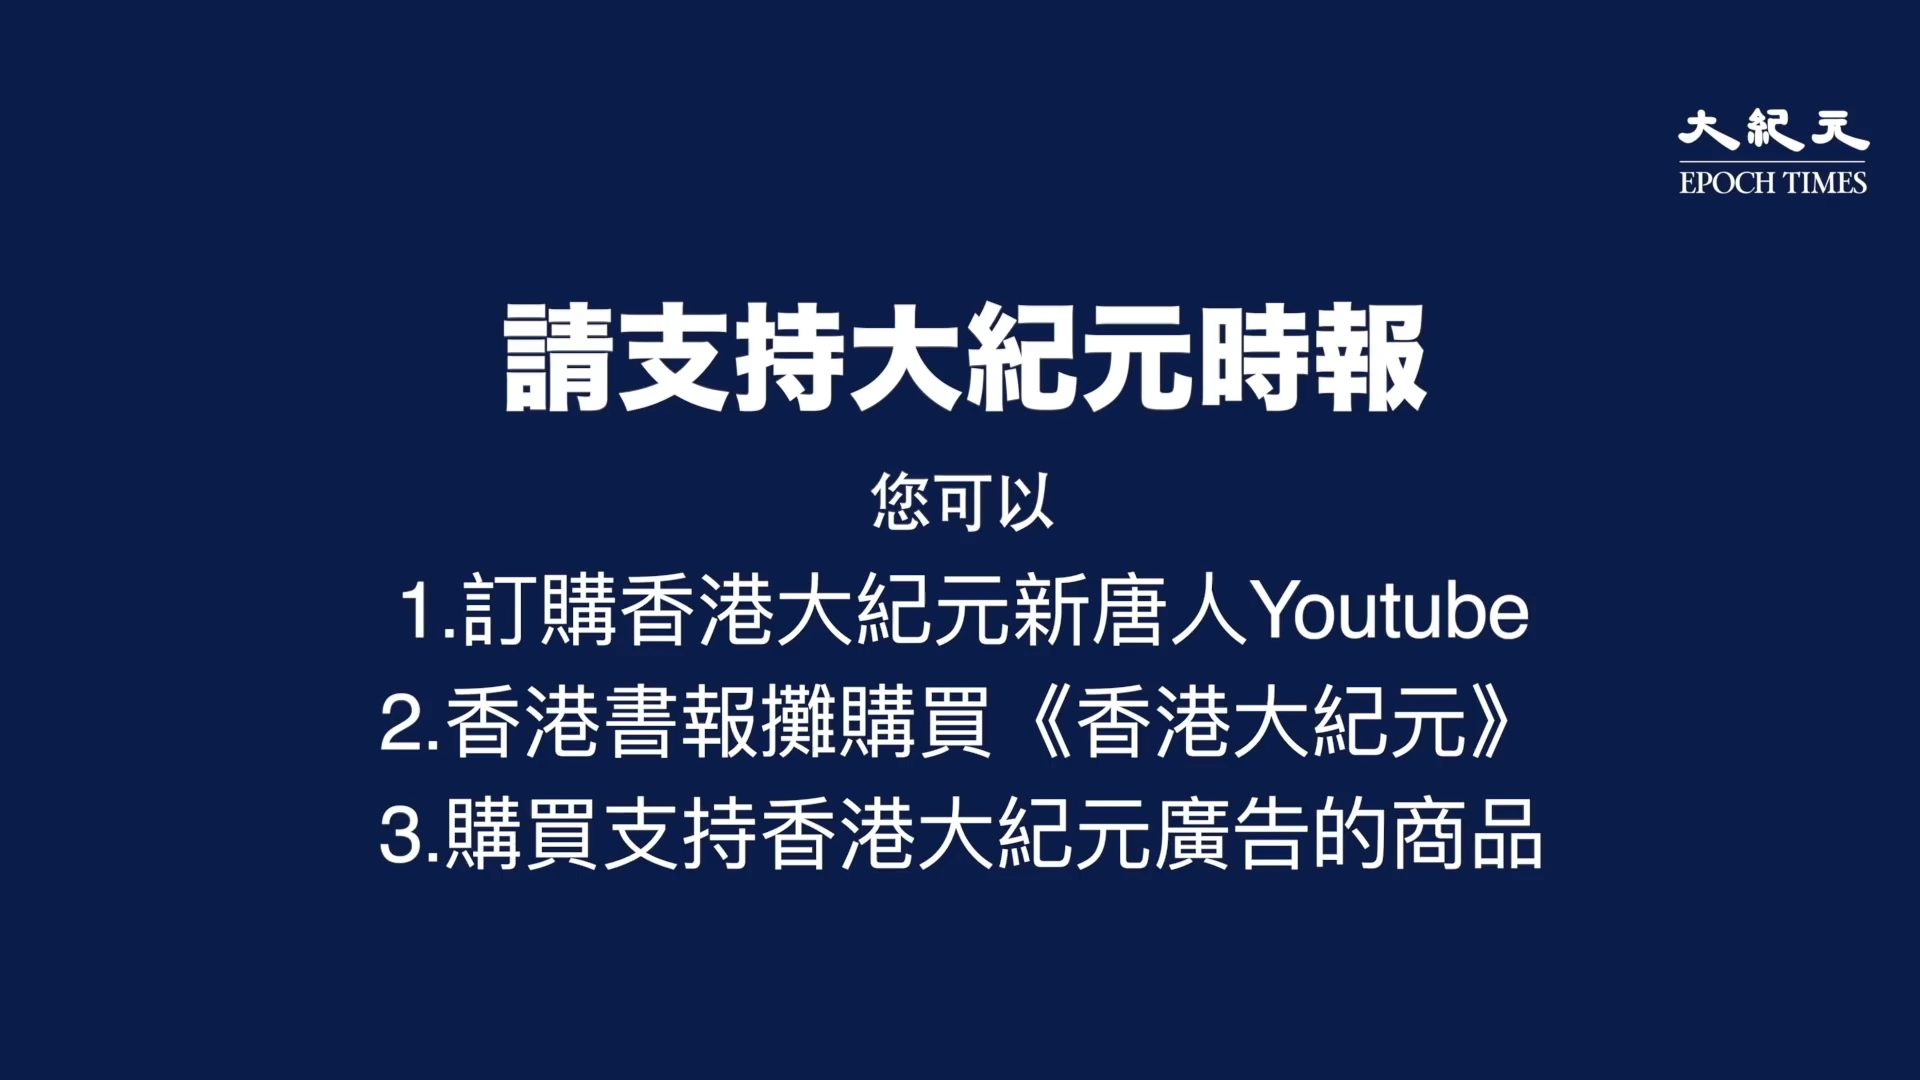 大紀元
EPOCH TIMES
請支持大紀元時報
您可以
1.訂購香港大紀元新唐人Youtube
2.香港書報攤購買《香港大紀元》
3.購買支持香港大紀元廣告的商品